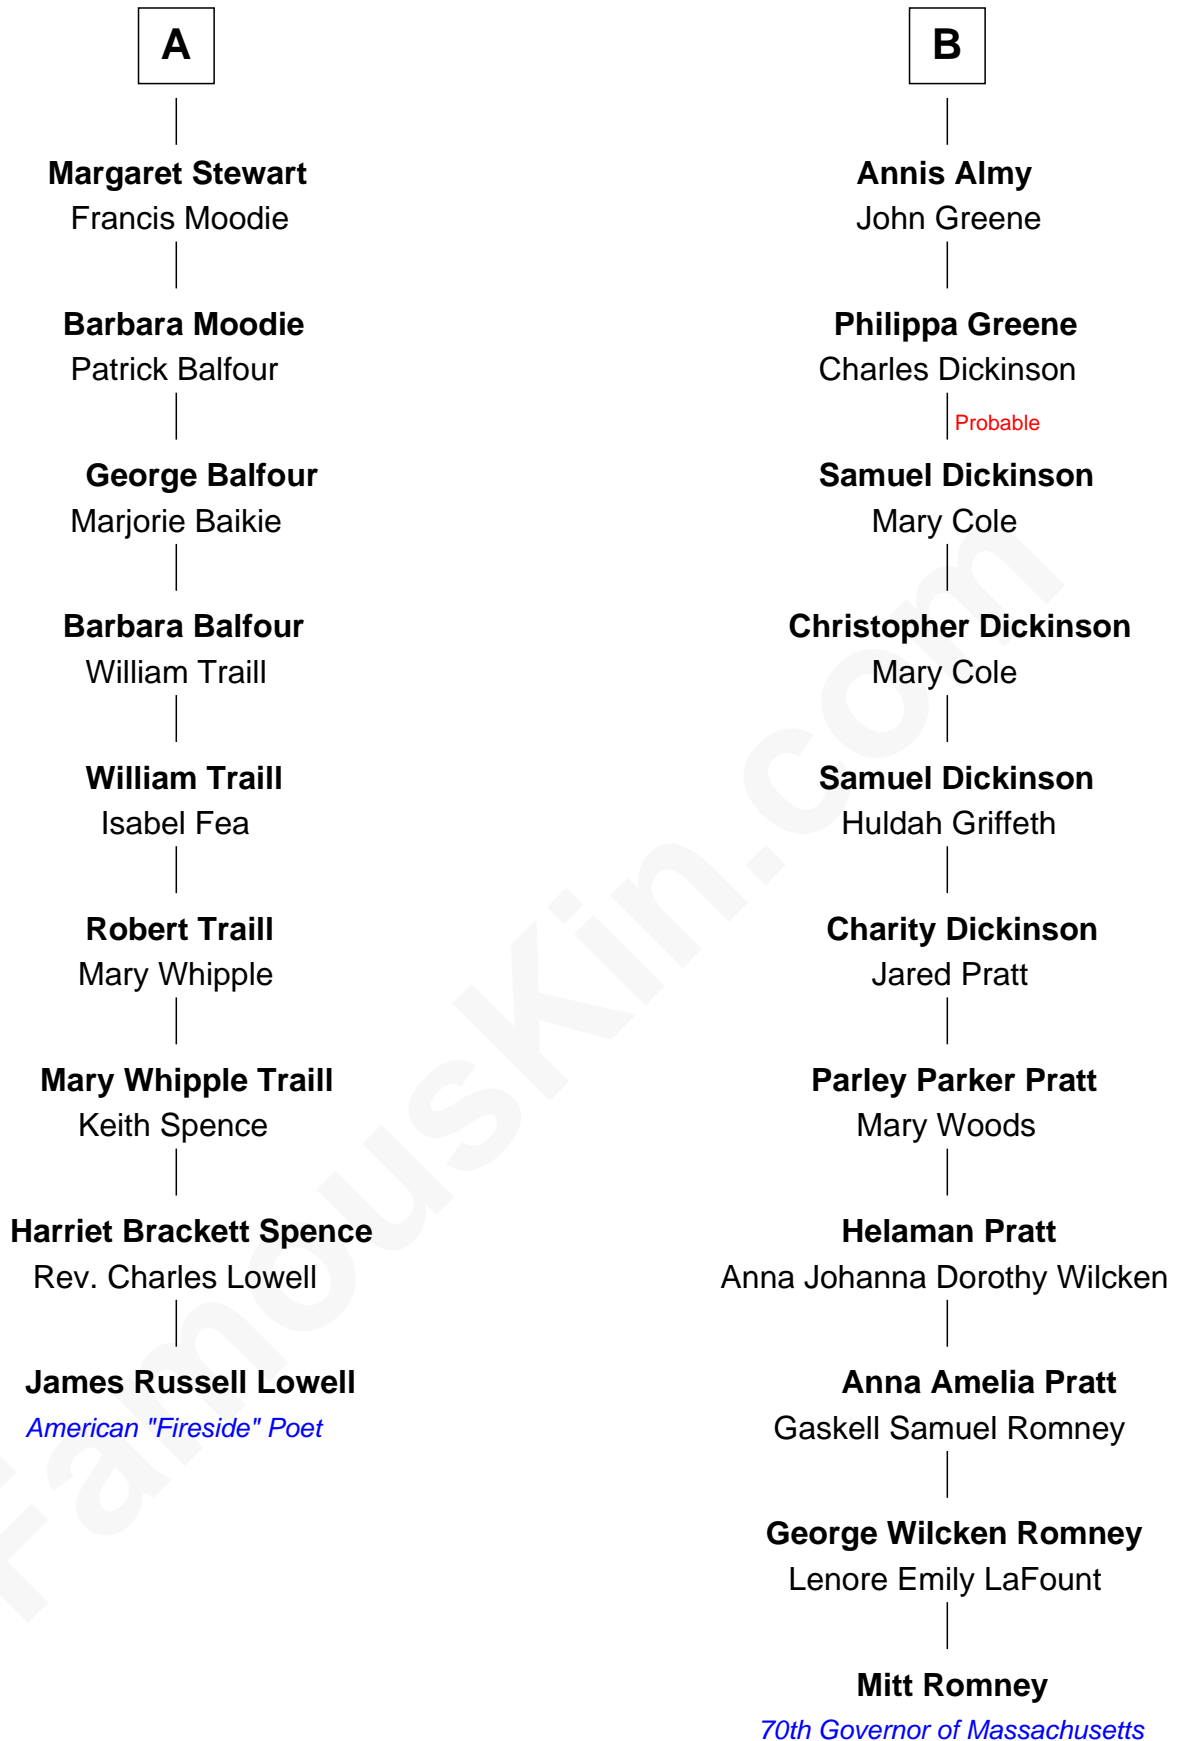 A
Margaret Stewart
Francis Moodie
Barbara Moodie
Patrick Balfour
George Balfour
Marjorie Baikie
Barbara Balfour
William Traill
William Traill
Isabel Fea
Robert Traill
Mary Whipple
Mary Whipple Traill
Keith Spence
Harriet Brackett Spence
Rev. Charles Lowell
James Russell Lowell
American "Fireside" Poet
B
Annis Almy
John Greene
Philippa Greene
Charles Dickinson
Probable
Samuel Dickinson
Mary Cole
Christopher Dickinson
Mary Cole
Samuel Dickinson
Huldah Griffeth
Charity Dickinson
Jared Pratt
Parley Parker Pratt
Mary Woods
Helaman Pratt
Anna Johanna Dorothy Wilcken
Anna Amelia Pratt
Gaskell Samuel Romney
George Wilcken Romney
Lenore Emily LaFount
Mitt Romney
70th Governor of Massachusetts
FamousKin.com